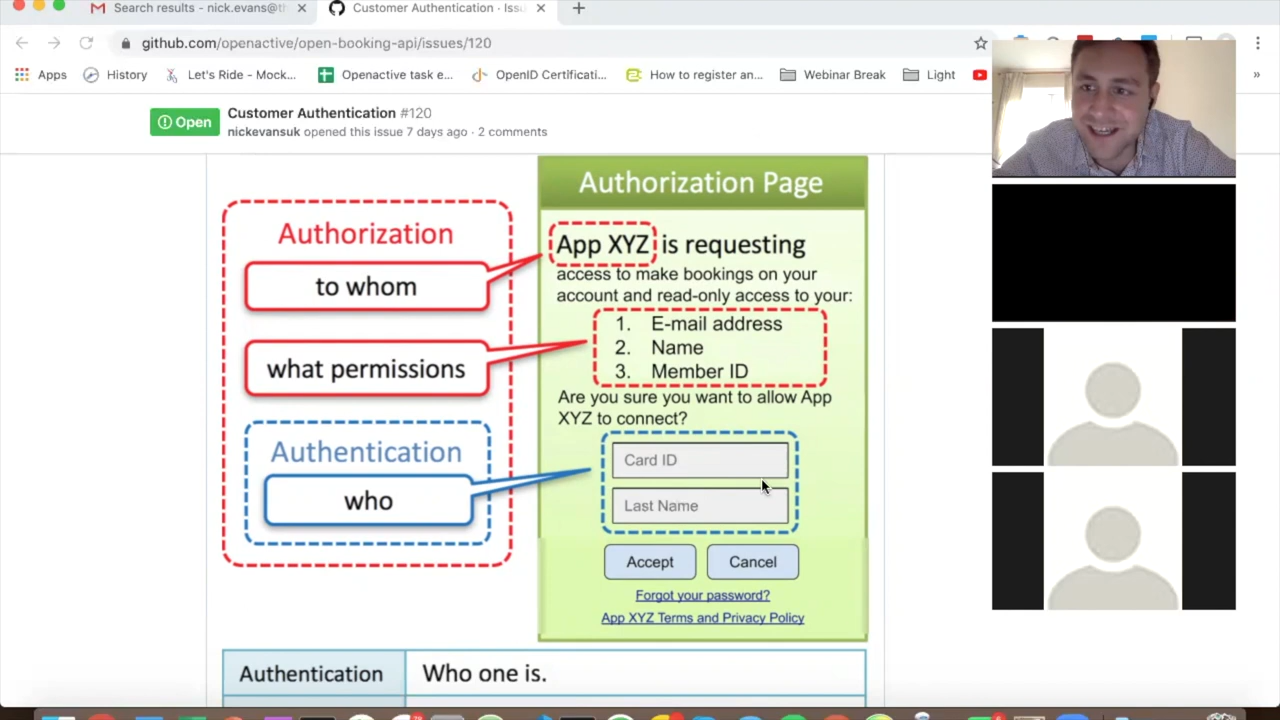 Search results - nick.evans@th
Customer Authentication · Issu
github.com/openactive/open-booking-api/issues/120
Apps
History
Let's Ride - Mock...
Openactive task e...
OpenID Certificati...
How to register an...
Webinar Break
Light
»
Open
Customer Authentication #120
nickevansuk opened this issue 7 days ago · 2 comments
Authorization
to whom
what permissions
Authentication
who
Authorization Page
App XYZ is requesting
access to make bookings on your
account and read-only access to your:
1. E-mail address
2. Name
3. Member ID
Are you sure you want to allow App
XYZ to connect?
Card ID
Last Name
Accept
Cancel
Forgot your password?
App XYZ Terms and Privacy Policy
Authentication
Who one is.